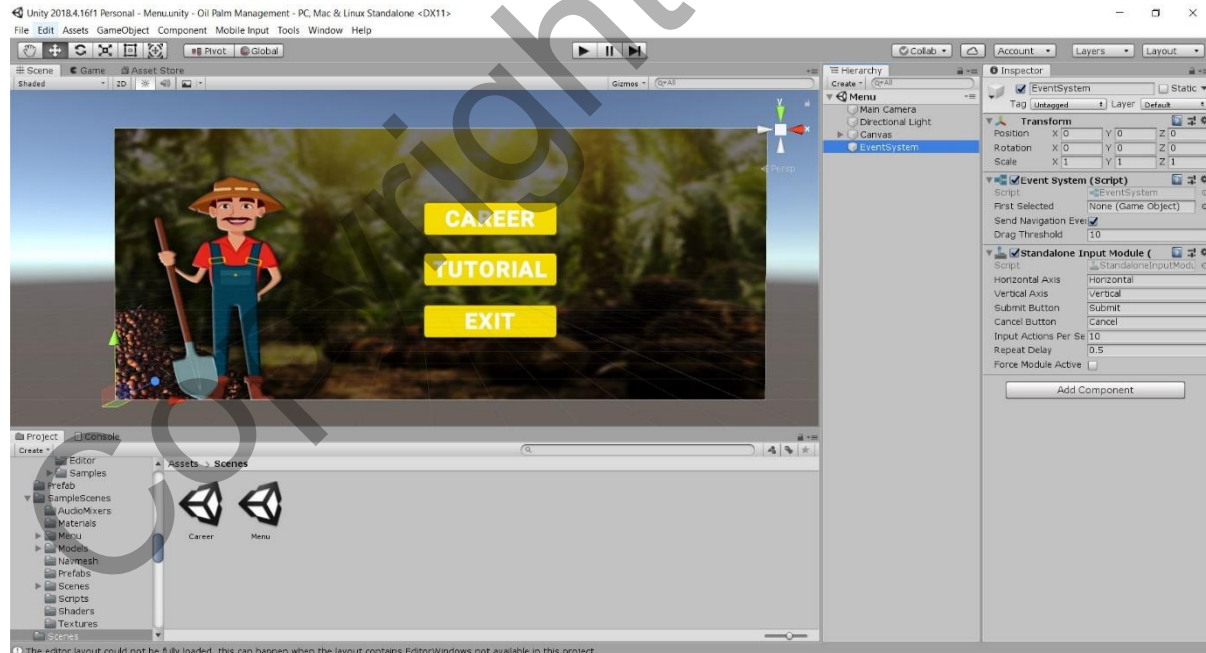 Unity 2018.4.16f1 Personal - Menu.unity - Oil Palm Management - PC, Mac & Linux Standalone <DX11>
File Edit Assets GameObject Component Mobile Input Tools Window Help
Pivot Global
Collab
Account
Layers
Layout
Scene Game Asset Store
Shaded 2D Gizmos All
Persp
CAREER
TUTORIAL
EXIT
Hierarchy
Create All
Menu
Main Camera
Directional Light
Canvas
EventSystem
Inspector
EventSystem Static
Tag Untagged Layer Default
Transform
Position X 0 Y 0 Z 0
Rotation X 0 Y 0 Z 0
Scale X 1 Y 1 Z 1
Event System (Script)
Script EventSystem
First Selected None (Game Object)
Send Navigation Eve
Drag Threshold 10
Standalone Input Module (
Script StandaloneInputModu
Horizontal Axis Horizontal
Vertical Axis Vertical
Submit Button Submit
Cancel Button Cancel
Input Actions Per Se 10
Repeat Delay 0.5
Force Module Active
Add Component
Project Console
Create
Editor
Samples
Prefab
SampleScenes
AudioMixers
Materials
Menu
Models
Navmesh
Prefabs
Scenes
Scripts
Shaders
Textures
Scenes
Assets Scenes
Career Menu
The editor layout could not be fully loaded, this can happen when the layout contains EditorWindows not available in this project
Copyright